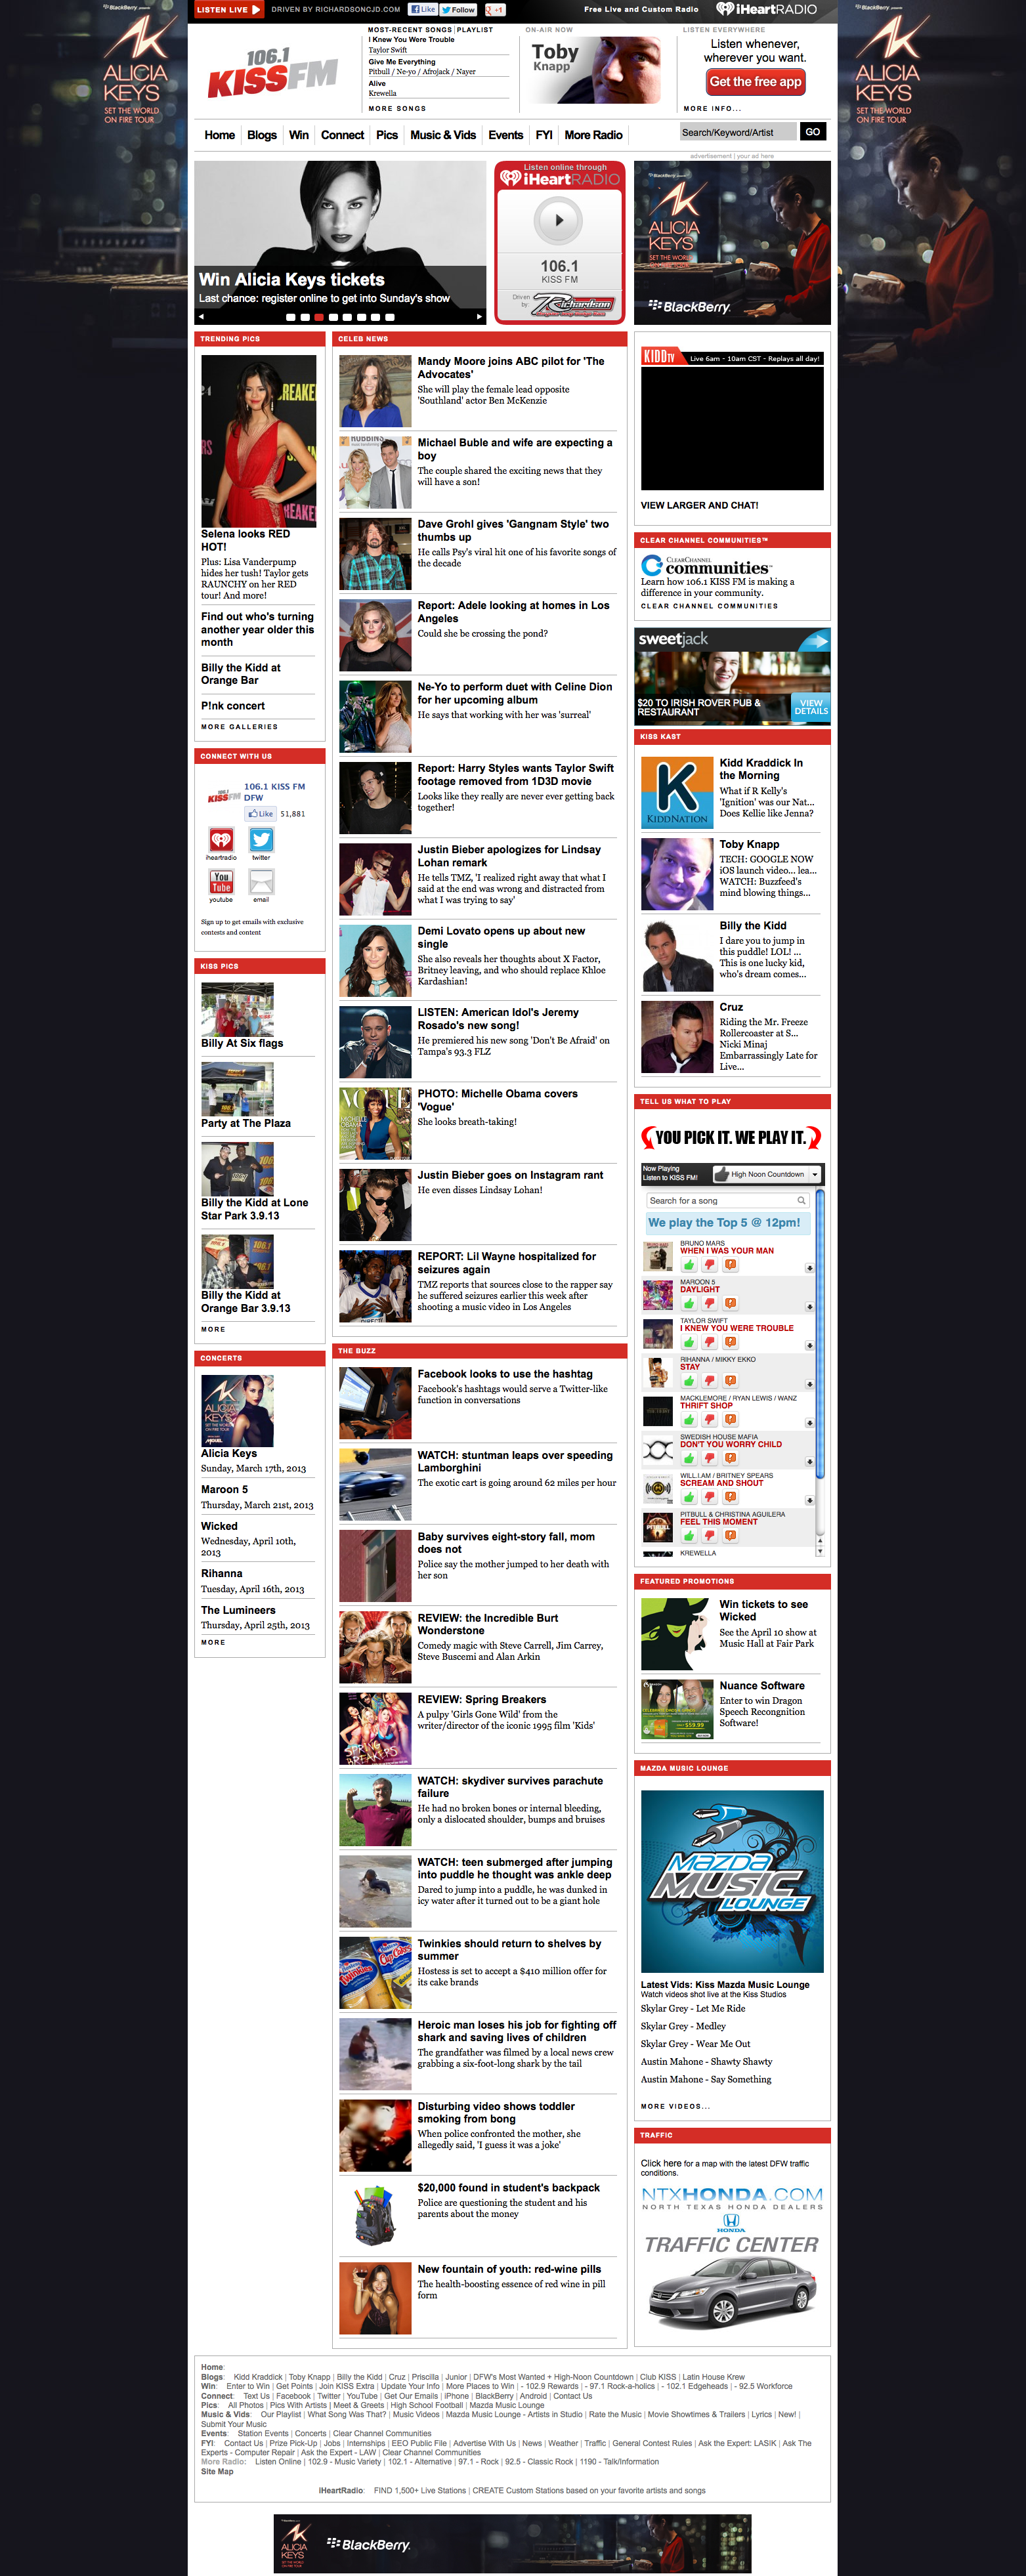 LISTEN LIVE
DRIVEN BY RICHARDSONCJD.COM
Like
Follow
+1
Free Live and Custom Radio
iHeartRADIO
BlackBerry
ALICIA
KEYS
SET THE WORLD
ON FIRE TOUR
BlackBerry
ALICIA
KEYS
SET THE WORLD
ON FIRE TOUR
106.1
KISSFM
MOST-RECENT SONGS | PLAYLIST
I Knew You Were Trouble
Taylor Swift
Give Me Everything
Pitbull / Ne-yo / Afrojack / Nayer
Alive
Krewella
MORE SONGS
ON-AIR NOW
Toby
Knapp
LISTEN EVERYWHERE
Listen whenever,
wherever you want.
Get the free app
MORE INFO...
Home
Blogs
Win
Connect
Pics
Music & Vids
Events
FYI
More Radio
Search/Keyword/Artist
GO
advertisement | your ad here
Win Alicia Keys tickets
Last chance: register online to get into Sunday's show
Listen online through
iHeartRADIO
106.1
KISS FM
Driven
by:
Richardson
ALICIA
KEYS
BlackBerry
TRENDING PICS
Selena looks RED
HOT!
Plus: Lisa Vanderpump
hides her tush! Taylor gets
RAUNCHY on her RED
tour! And more!
Find out who's turning
another year older this
month
Billy the Kidd at
Orange Bar
P!nk concert
MORE GALLERIES
CONNECT WITH US
106.1 KISS FM
DFW
Like 51,881
iheartradio
twitter
You
Tube
youtube
email
Sign up to get emails with exclusive
contests and content
KISS PICS
Billy At Six flags
Party at The Plaza
Billy the Kidd at Lone
Star Park 3.9.13
Billy the Kidd at
Orange Bar 3.9.13
MORE
CONCERTS
ALICIA
KEYS
Alicia Keys
Sunday, March 17th, 2013
Maroon 5
Thursday, March 21st, 2013
Wicked
Wednesday, April 10th,
2013
Rihanna
Tuesday, April 16th, 2013
The Lumineers
Thursday, April 25th, 2013
MORE
CELEB NEWS
Mandy Moore joins ABC pilot for 'The
Advocates'
She will play the female lead opposite
'Southland' actor Ben McKenzie
Michael Buble and wife are expecting a
boy
The couple shared the exciting news that they
will have a son!
Dave Grohl gives 'Gangnam Style' two
thumbs up
He calls Psy's viral hit one of his favorite songs of
the decade
Report: Adele looking at homes in Los
Angeles
Could she be crossing the pond?
Ne-Yo to perform duet with Celine Dion
for her upcoming album
He says that working with her was 'surreal'
Report: Harry Styles wants Taylor Swift
footage removed from 1D3D movie
Looks like they really are never ever getting back
together!
Justin Bieber apologizes for Lindsay
Lohan remark
He tells TMZ, 'I realized right away that what I
said at the end was wrong and distracted from
what I was trying to say'
Demi Lovato opens up about new
single
She also reveals her thoughts about X Factor,
Britney leaving, and who should replace Khloe
Kardashian!
LISTEN: American Idol's Jeremy
Rosado's new song!
He premiered his new song 'Don't Be Afraid' on
Tampa's 93.3 FLZ
PHOTO: Michelle Obama covers
'Vogue'
She looks breath-taking!
Justin Bieber goes on Instagram rant
He even disses Lindsay Lohan!
REPORT: Lil Wayne hospitalized for
seizures again
TMZ reports that sources close to the rapper say
he suffered seizures earlier this week after
shooting a music video in Los Angeles
THE BUZZ
Facebook looks to use the hashtag
Facebook's hashtags would serve a Twitter-like
function in conversations
WATCH: stuntman leaps over speeding
Lamborghini
The exotic cart is going around 62 miles per hour
Baby survives eight-story fall, mom
does not
Police say the mother jumped to her death with
her son
REVIEW: the Incredible Burt
Wonderstone
Comedy magic with Steve Carrell, Jim Carrey,
Steve Buscemi and Alan Arkin
REVIEW: Spring Breakers
A pulpy 'Girls Gone Wild' from the
writer/director of the iconic 1995 film 'Kids'
WATCH: skydiver survives parachute
failure
He had no broken bones or internal bleeding,
only a dislocated shoulder, bumps and bruises
WATCH: teen submerged after jumping
into puddle he thought was ankle deep
Dared to jump into a puddle, he was dunked in
icy water after it turned out to be a giant hole
Twinkies should return to shelves by
summer
Hostess is set to accept a $410 million offer for
its cake brands
Heroic man loses his job for fighting off
shark and saving lives of children
The grandfather was filmed by a local news crew
grabbing a six-foot-long shark by the tail
Disturbing video shows toddler
smoking from bong
When police confronted the mother, she
allegedly said, 'I guess it was a joke'
$20,000 found in student's backpack
Police are questioning the student and his
parents about the money
New fountain of youth: red-wine pills
The health-boosting essence of red wine in pill
form
KIDDTV
Live 6am - 10am CST - Replays all day!
VIEW LARGER AND CHAT!
CLEAR CHANNEL COMMUNITIES™
CLEARCHANNEL
communities™
Learn how 106.1 KISS FM is making a
difference in your community.
CLEAR CHANNEL COMMUNITIES
sweetjack
$20 TO IRISH ROVER PUB &
RESTAURANT
VIEW
DETAILS
KISS KAST
K
KIDDNATION
Kidd Kraddick In
the Morning
What if R Kelly's
'Ignition' was our Nat...
Does Kellie like Jenna?
Toby Knapp
TECH: GOOGLE NOW
iOS launch video... lea...
WATCH: Buzzfeed's
mind blowing things...
Billy the Kidd
I dare you to jump in
this puddle! LOL! ...
This is one lucky kid,
who's dream comes...
Cruz
Riding the Mr. Freeze
Rollercoaster at S...
Nicki Minaj
Embarrassingly Late for
Live...
TELL US WHAT TO PLAY
YOU PICK IT. WE PLAY IT.
Now Playing
Listen to KISS FM!
High Noon Countdown
Search for a song
We play the Top 5 @ 12pm!
BRUNO MARS
WHEN I WAS YOUR MAN
MAROON 5
DAYLIGHT
TAYLOR SWIFT
I KNEW YOU WERE TROUBLE
RIHANNA / MIKKY EKKO
STAY
MACKLEMORE / RYAN LEWIS / WANZ
THRIFT SHOP
SWEDISH HOUSE MAFIA
DON'T YOU WORRY CHILD
WILL.I.AM / BRITNEY SPEARS
SCREAM AND SHOUT
PITBULL & CHRISTINA AGUILERA
FEEL THIS MOMENT
KREWELLA
FEATURED PROMOTIONS
Win tickets to see
Wicked
See the April 10 show at
Music Hall at Fair Park
Nuance Software
Enter to win Dragon
Speech Recongnition
Software!
MAZDA MUSIC LOUNGE
MAZDA
MUSIC
LOUNGE
Latest Vids: Kiss Mazda Music Lounge
Watch videos shot live at the Kiss Studios
Skylar Grey - Let Me Ride
Skylar Grey - Medley
Skylar Grey - Wear Me Out
Austin Mahone - Shawty Shawty
Austin Mahone - Say Something
MORE VIDEOS...
TRAFFIC
Click here for a map with the latest DFW traffic
conditions.
NTXHONDA.COM
NORTH TEXAS HONDA DEALERS
HONDA
TRAFFIC CENTER
Home:
Blogs: Kidd Kraddick | Toby Knapp | Billy the Kidd | Cruz | Priscilla | Junior | DFW's Most Wanted + High-Noon Countdown | Club KISS | Latin House Krew
Win: Enter to Win | Get Points | Join KISS Extra | Update Your Info | More Places to Win | - 102.9 Rewards | - 97.1 Rock-a-holics | - 102.1 Edgeheads | - 92.5 Workforce
Connect: Text Us | Facebook | Twitter | YouTube | Get Our Emails | iPhone | BlackBerry | Android | Contact Us
Pics: All Photos | Pics With Artists | Meet & Greets | High School Football | Mazda Music Lounge
Music & Vids: Our Playlist | What Song Was That? | Music Videos | Mazda Music Lounge - Artists in Studio | Rate the Music | Movie Showtimes & Trailers | Lyrics | New! |
Submit Your Music
Events: Station Events | Concerts | Clear Channel Communities
FYI: Contact Us | Prize Pick-Up | Jobs | Internships | EEO Public File | Advertise With Us | News | Weather | Traffic | General Contest Rules | Ask the Expert: LASIK | Ask The
Experts - Computer Repair | Ask the Expert - LAW | Clear Channel Communities
More Radio: Listen Online | 102.9 - Music Variety | 102.1 - Alternative | 97.1 - Rock | 92.5 - Classic Rock | 1190 - Talk/Information
Site Map
iHeartRadio: FIND 1,500+ Live Stations | CREATE Custom Stations based on your favorite artists and songs
ALICIA
KEYS
BlackBerry